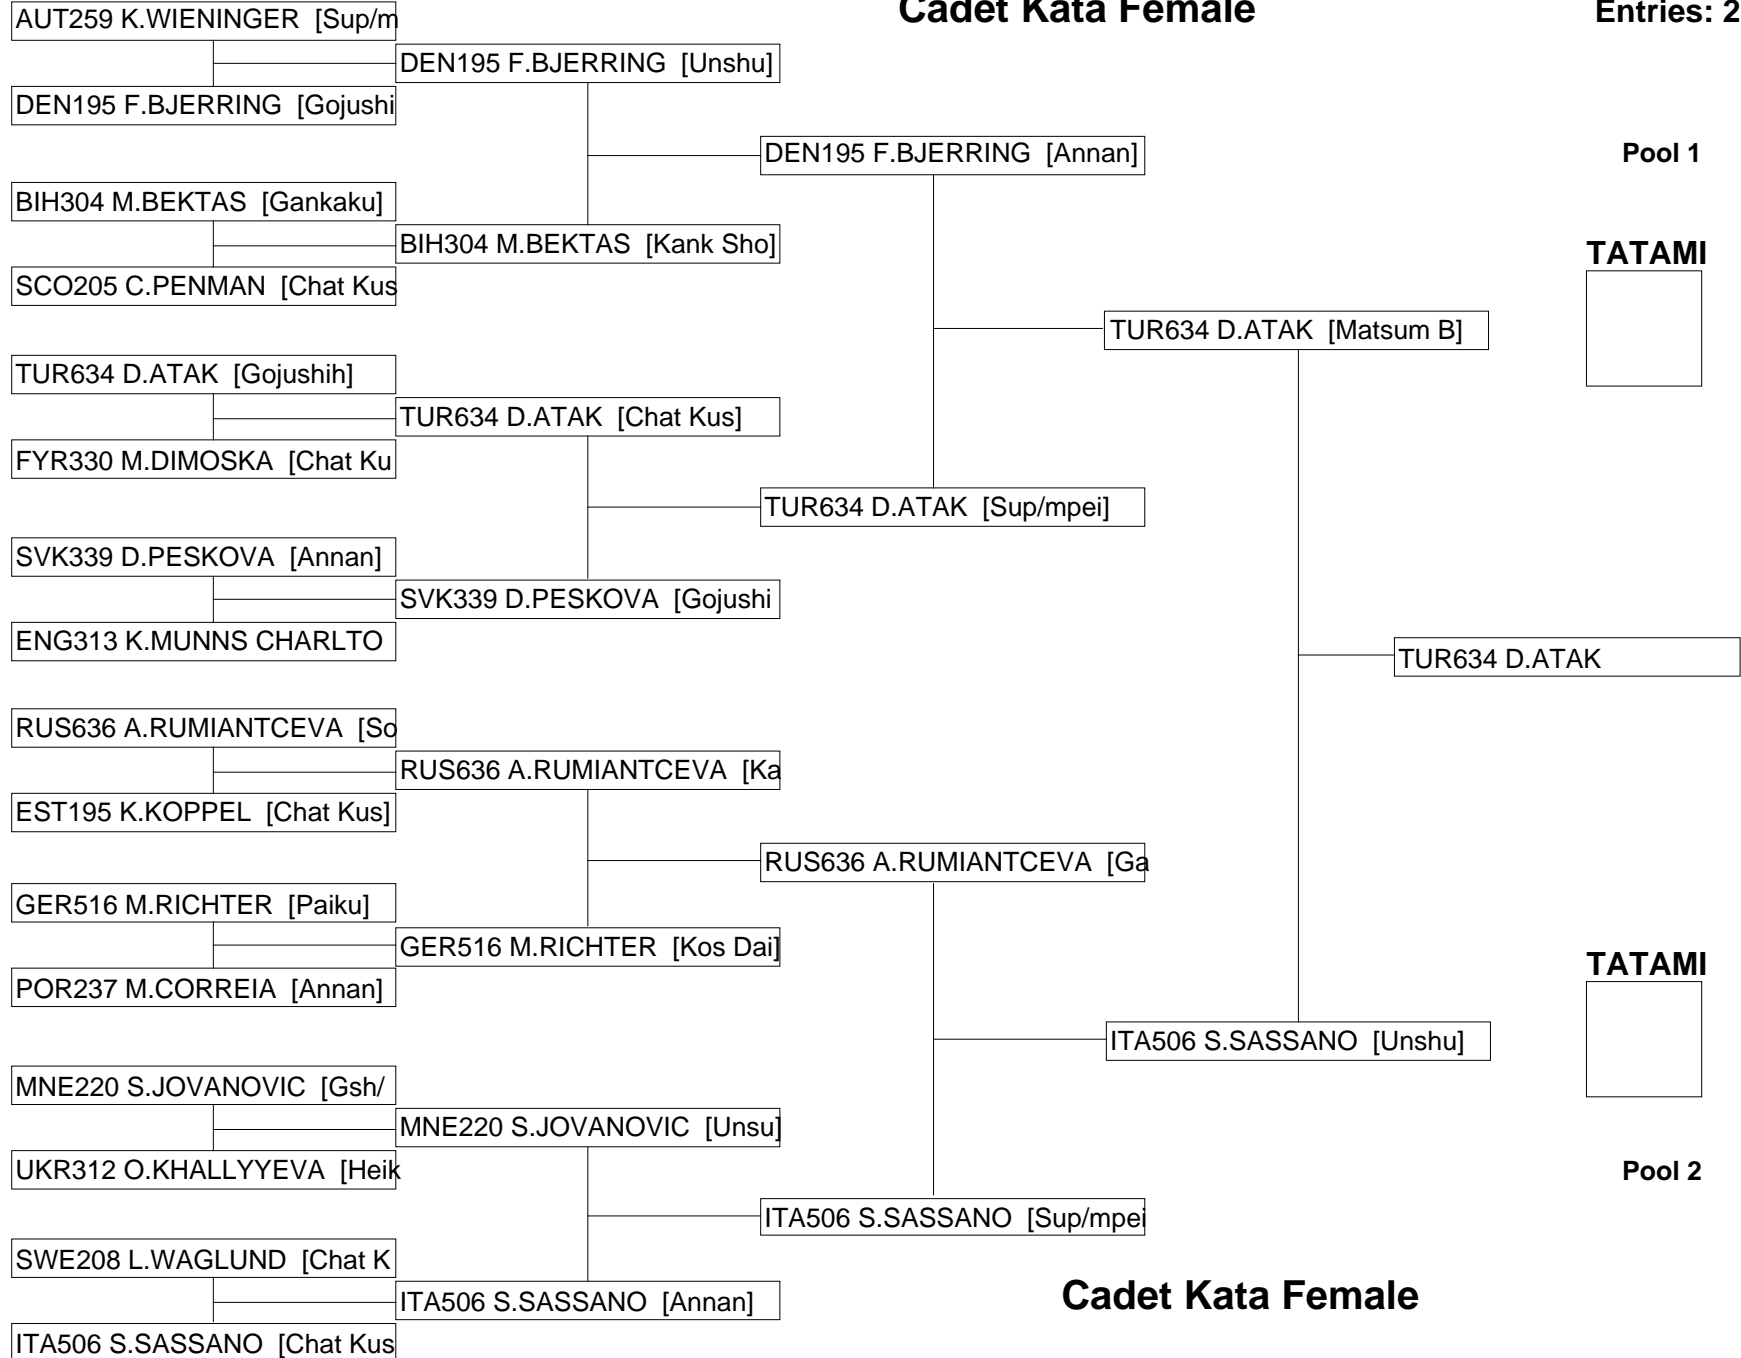 Cadet Kata Female
Entries: 2
AUT259 K.WIENINGER [Sup/m
DEN195 F.BJERRING [Unshu]
DEN195 F.BJERRING [Gojushi
DEN195 F.BJERRING [Annan]
Pool 1
BIH304 M.BEKTAS [Gankaku]
BIH304 M.BEKTAS [Kank Sho]
SCO205 C.PENMAN [Chat Kus
TATAMI
TUR634 D.ATAK [Matsum B]
TUR634 D.ATAK [Gojushih]
TUR634 D.ATAK [Chat Kus]
FYR330 M.DIMOSKA [Chat Ku
TUR634 D.ATAK [Sup/mpei]
SVK339 D.PESKOVA [Annan]
SVK339 D.PESKOVA [Gojushi
ENG313 K.MUNNS CHARLTO
TUR634 D.ATAK
RUS636 A.RUMIANTCEVA [So
RUS636 A.RUMIANTCEVA [Ka
EST195 K.KOPPEL [Chat Kus]
RUS636 A.RUMIANTCEVA [Ga
GER516 M.RICHTER [Paiku]
GER516 M.RICHTER [Kos Dai]
POR237 M.CORREIA [Annan]
TATAMI
ITA506 S.SASSANO [Unshu]
MNE220 S.JOVANOVIC [Gsh/
MNE220 S.JOVANOVIC [Unsu]
UKR312 O.KHALLYYEVA [Heik
Pool 2
ITA506 S.SASSANO [Sup/mpei
SWE208 L.WAGLUND [Chat K
ITA506 S.SASSANO [Annan]
Cadet Kata Female
ITA506 S.SASSANO [Chat Kus